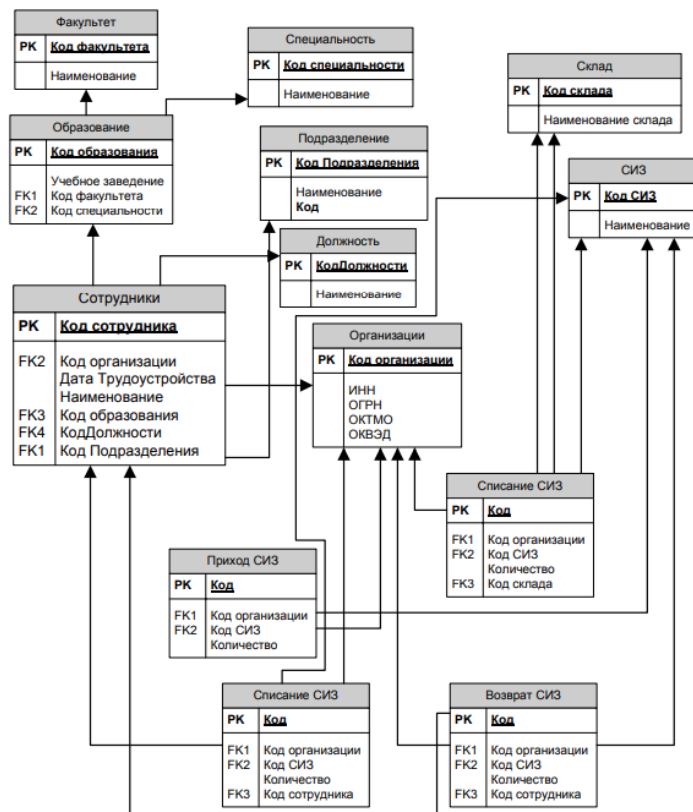 Факультет
PK Код факультета
Наименование
Специальность
PK Код специальности
Наименование
Склад
PK Код склада
Наименование склада
Образование
PK Код образования
Учебное заведение
FK1 Код факультета
FK2 Код специальности
Подразделение
PK Код Подразделения
Наименование
Код
СИЗ
PK Код СИЗ
Наименование
Должность
PK КодДолжности
Наименование
Сотрудники
PK Код сотрудника
FK2 Код организации
Дата Трудоустройства
Наименование
FK3 Код образования
FK4 КодДолжности
FK1 Код Подразделения
Организации
PK Код организации
ИНН
ОГРН
ОКТМО
ОКВЭД
Списание СИЗ
PK Код
FK1 Код организации
FK2 Код СИЗ
Количество
FK3 Код склада
Приход СИЗ
PK Код
FK1 Код организации
FK2 Код СИЗ
Количество
Списание СИЗ
PK Код
FK1 Код организации
FK2 Код СИЗ
Количество
FK3 Код сотрудника
Возврат СИЗ
PK Код
FK1 Код организации
FK2 Код СИЗ
Количество
FK3 Код сотрудника